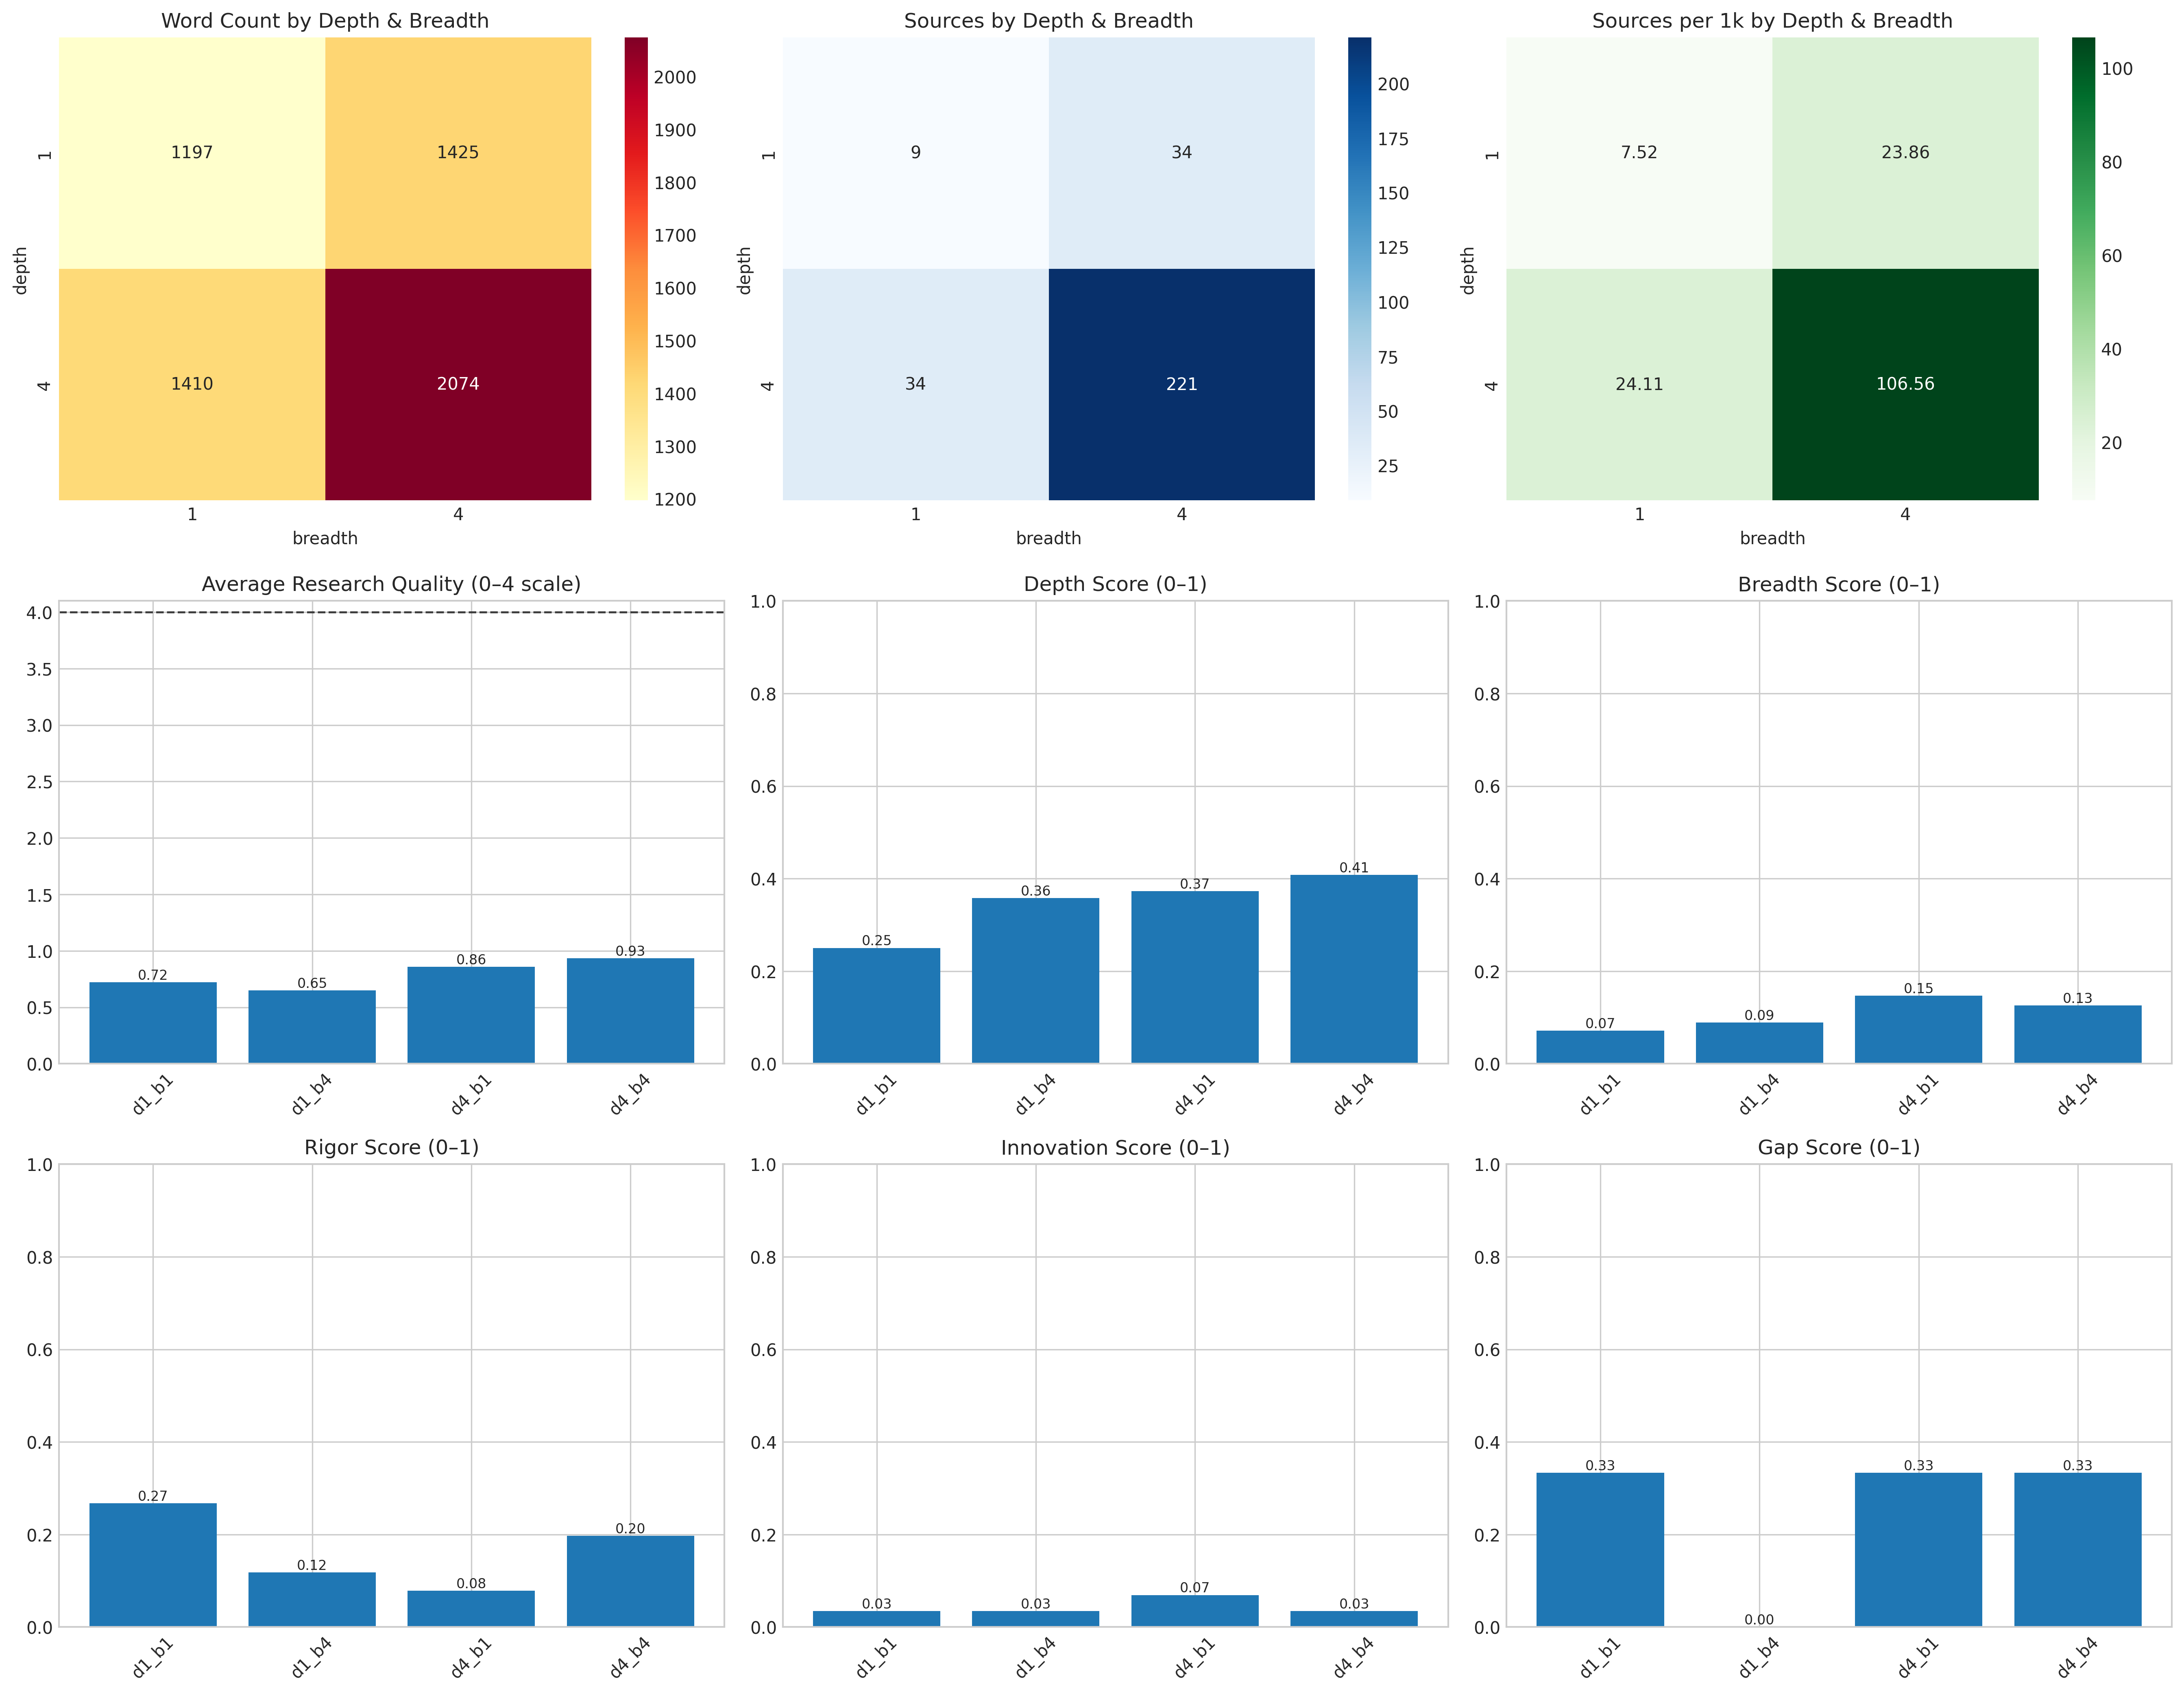 Word Count by Depth & Breadth
1197 1425
1410 2074
1
4
depth
1 4
breadth
2000
1900
1800
1700
1600
1500
1400
1300
1200
Sources by Depth & Breadth
9 34
34 221
1
4
depth
1 4
breadth
200
175
150
125
100
75
50
25
Sources per 1k by Depth & Breadth
7.52 23.86
24.11 106.56
1
4
depth
1 4
breadth
100
80
60
40
20
Average Research Quality (0–4 scale)
4.0
3.5
3.0
2.5
2.0
1.5
1.0
0.5
0.0
0.72 0.65 0.86 0.93
d1_b1 d1_b4 d4_b1 d4_b4
Depth Score (0–1)
1.0
0.8
0.6
0.4
0.2
0.0
0.25 0.36 0.37 0.41
d1_b1 d1_b4 d4_b1 d4_b4
Breadth Score (0–1)
1.0
0.8
0.6
0.4
0.2
0.0
0.07 0.09 0.15 0.13
d1_b1 d1_b4 d4_b1 d4_b4
Rigor Score (0–1)
1.0
0.8
0.6
0.4
0.2
0.0
0.27 0.12 0.08 0.20
d1_b1 d1_b4 d4_b1 d4_b4
Innovation Score (0–1)
1.0
0.8
0.6
0.4
0.2
0.0
0.03 0.03 0.07 0.03
d1_b1 d1_b4 d4_b1 d4_b4
Gap Score (0–1)
1.0
0.8
0.6
0.4
0.2
0.0
0.33 0.00 0.33 0.33
d1_b1 d1_b4 d4_b1 d4_b4